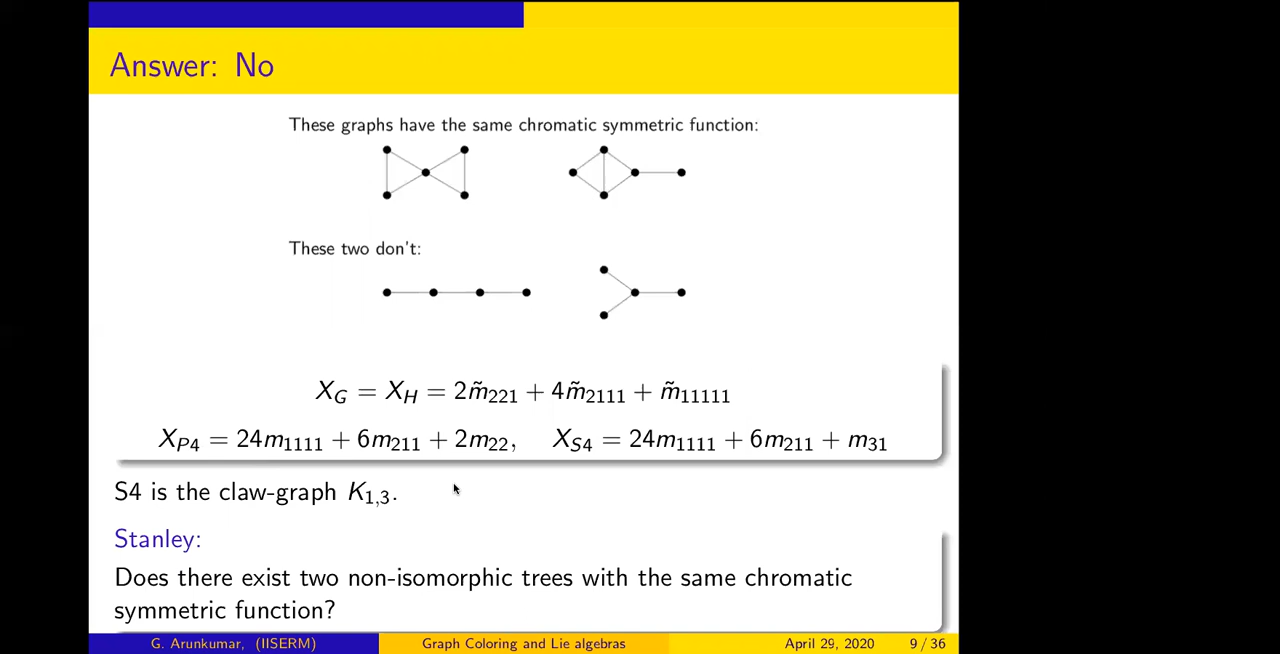 Answer: No
These graphs have the same chromatic symmetric function:
These two don't:
X_G = X_H = 2m̃_221 + 4m̃_2111 + m̃_11111
X_P4 = 24m_1111 + 6m_211 + 2m_22, X_S4 = 24m_1111 + 6m_211 + m_31
S4 is the claw-graph K_1,3.
Stanley:
Does there exist two non-isomorphic trees with the same chromatic
symmetric function?
G. Arunkumar, (IISERM) Graph Coloring and Lie algebras April 29, 2020 9 / 36